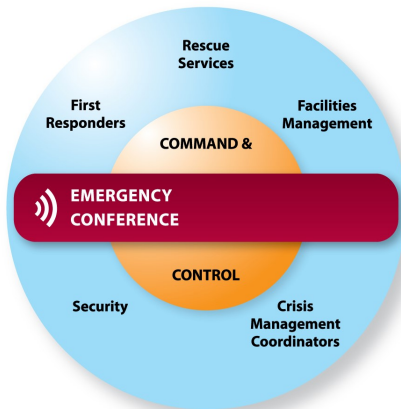 Rescue
Services
First
Responders
Facilities
Management
COMMAND &
EMERGENCY
CONFERENCE
CONTROL
Security
Crisis
Management
Coordinators